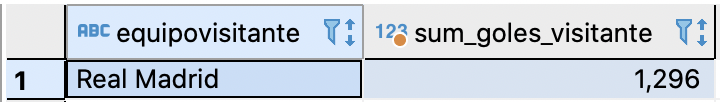 ABC equipovisitante 123 sum_goles_visitante
1 Real Madrid 1,296